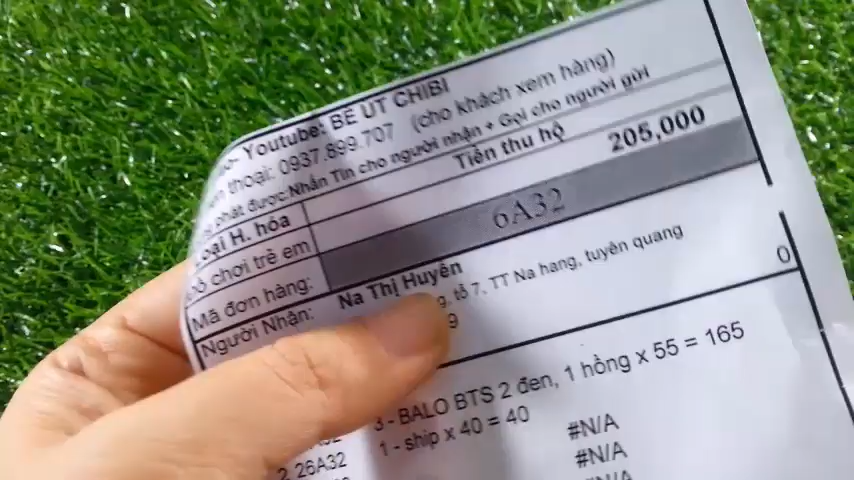 Youtube: BÉ ÚT CHIBI
thoại: 0937.899.707 (cho khách xem hàng)
phát được:Nhắn Tin cho người nhận + Gọi cho người gửi
Loại H. hóa Tiền thu hộ 205,000
chơi trẻ em
Mã đơn hàng: 6A32
Người Nhận: Na Thị Huyên
tổ 7, TT Na hang, tuyên quang
9 0
3 - BALO BTS 2 đen, 1 hồng x 55 = 165
26A32 1 - ship x 40 = 40
#N/A
#N/A
#N/A